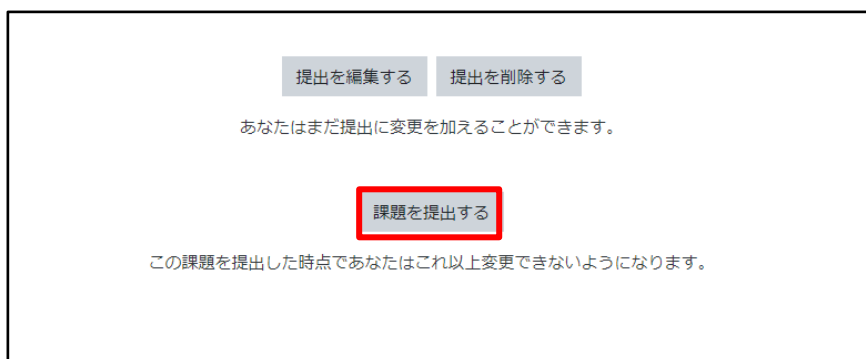 提出を編集する 提出を削除する
あなたはまだ提出に変更を加えることができます。
課題を提出する
この課題を提出した時点であなたはこれ以上変更できないようになります。